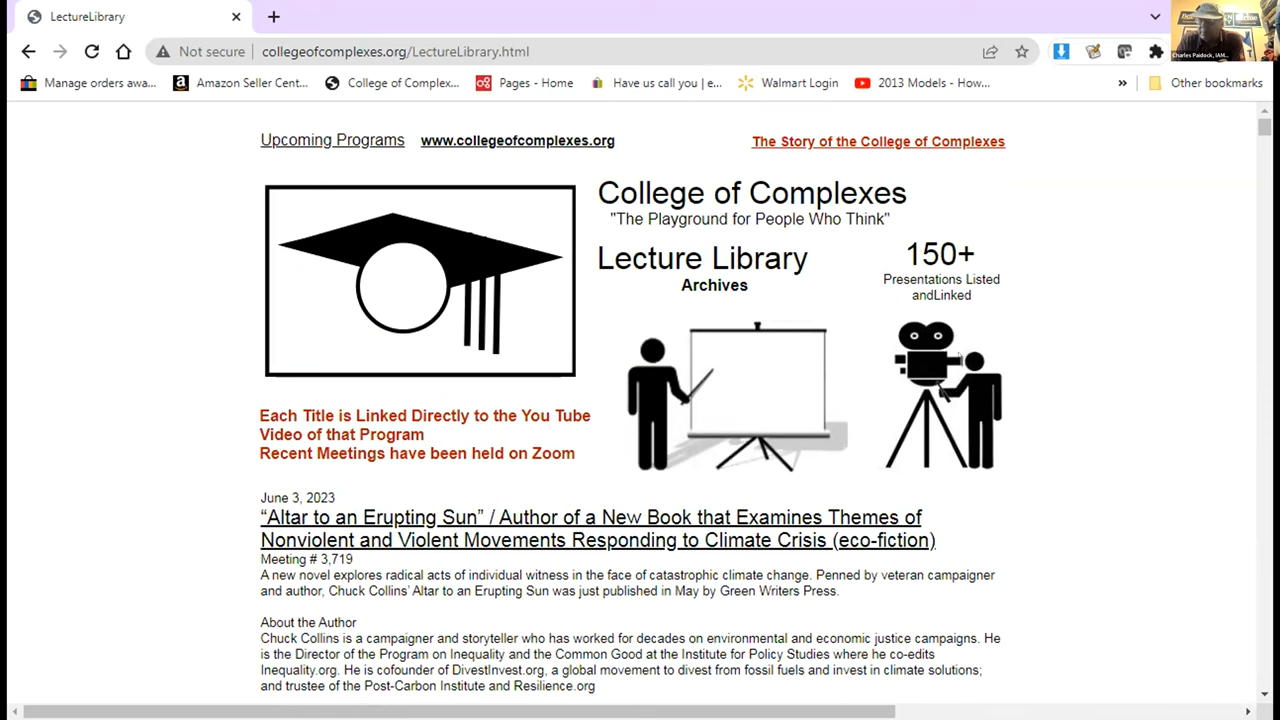 LectureLibrary
Not secure
collegeofcomplexes.org/LectureLibrary.html
Charles Paidock, IAM...
Manage orders awa...
Amazon Seller Cent...
College of Complex...
Pages - Home
Have us call you | e...
Walmart Login
2013 Models - How...
»
Other bookmarks
Upcoming Programs
www.collegeofcomplexes.org
The Story of the College of Complexes
College of Complexes
"The Playground for People Who Think"
Lecture Library
Archives
150+
Presentations Listed
andLinked
Each Title is Linked Directly to the You Tube
Video of that Program
Recent Meetings have been held on Zoom
June 3, 2023
“Altar to an Erupting Sun” / Author of a New Book that Examines Themes of
Nonviolent and Violent Movements Responding to Climate Crisis (eco-fiction)
Meeting # 3,719
A new novel explores radical acts of individual witness in the face of catastrophic climate change. Penned by veteran campaigner
and author, Chuck Collins’ Altar to an Erupting Sun was just published in May by Green Writers Press.
About the Author
Chuck Collins is a campaigner and storyteller who has worked for decades on environmental and economic justice campaigns. He
is the Director of the Program on Inequality and the Common Good at the Institute for Policy Studies where he co-edits
Inequality.org. He is cofounder of DivestInvest.org, a global movement to divest from fossil fuels and invest in climate solutions;
and trustee of the Post-Carbon Institute and Resilience.org